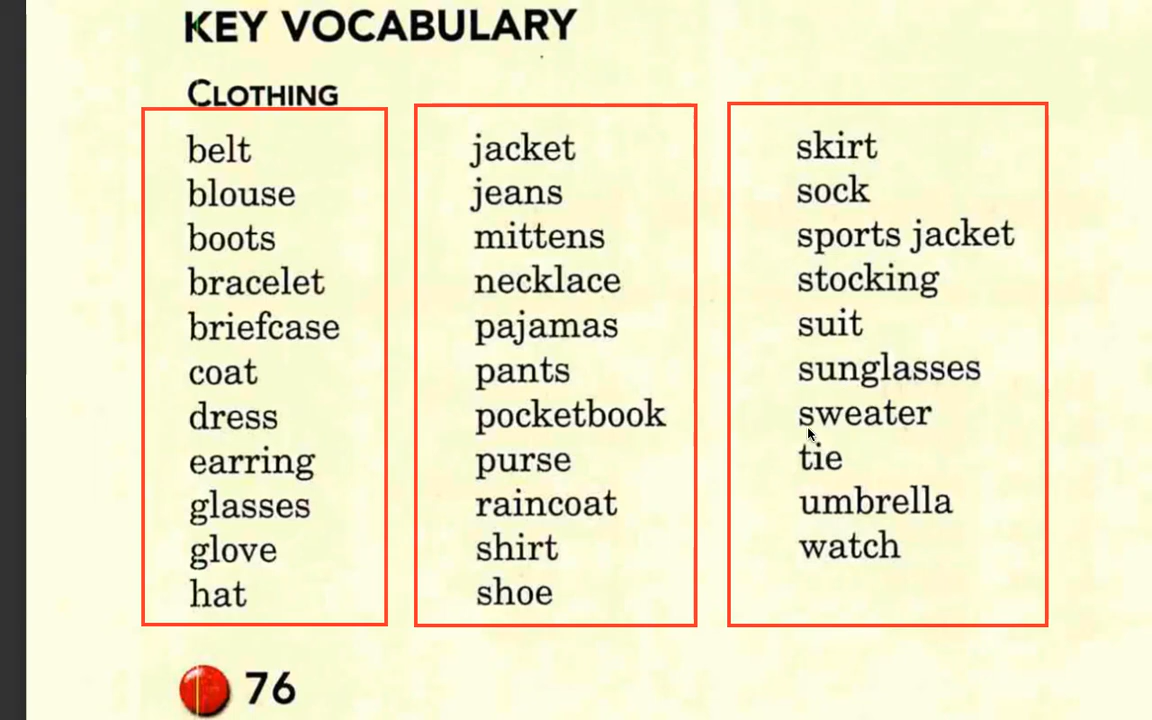 KEY VOCABULARY
CLOTHING
belt
blouse
boots
bracelet
briefcase
coat
dress
earring
glasses
glove
hat
jacket
jeans
mittens
necklace
pajamas
pants
pocketbook
purse
raincoat
shirt
shoe
skirt
sock
sports jacket
stocking
suit
sunglasses
sweater
tie
umbrella
watch
76